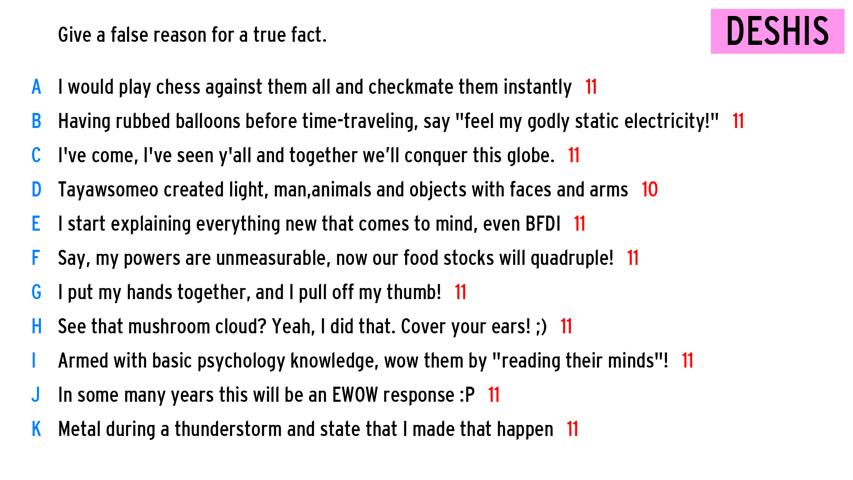 Give a false reason for a true fact.
DESHIS
A I would play chess against them all and checkmate them instantly 11
B Having rubbed balloons before time-traveling, say "feel my godly static electricity!" 11
C I've come, I've seen y'all and together we’ll conquer this globe. 11
D Tayawsomeo created light, man,animals and objects with faces and arms 10
E I start explaining everything new that comes to mind, even BFDI 11
F Say, my powers are unmeasurable, now our food stocks will quadruple! 11
G I put my hands together, and I pull off my thumb! 11
H See that mushroom cloud? Yeah, I did that. Cover your ears! ;) 11
I Armed with basic psychology knowledge, wow them by "reading their minds"! 11
J In some many years this will be an EWOW response :P 11
K Metal during a thunderstorm and state that I made that happen 11